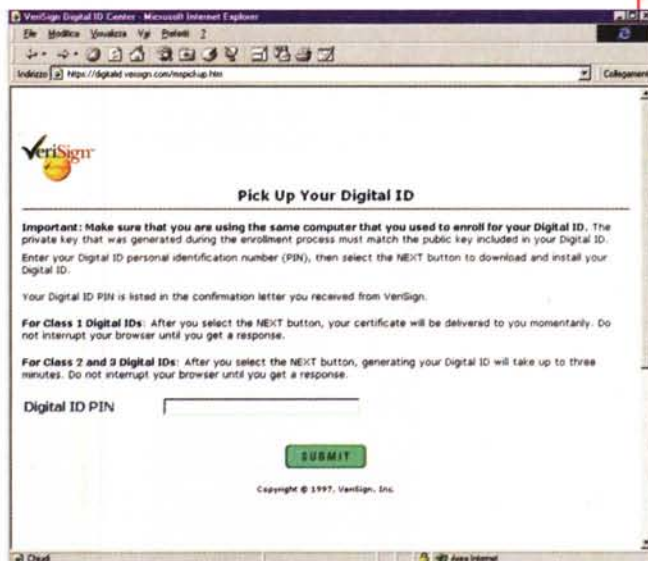 VeriSign Digital ID Center - Microsoft Internet Explorer
File Modifica Visualizza Vai Preferiti ?
Indirizzo https://digitalid.verisign.com/mspickup.htm Collegamenti
VeriSign
Pick Up Your Digital ID
Important: Make sure that you are using the same computer that you used to enroll for your Digital ID. The
private key that was generated during the enrollment process must match the public key included in your Digital ID.
Enter your Digital ID personal identification number (PIN), then select the NEXT button to download and install your
Digital ID.
Your Digital ID PIN is listed in the confirmation letter you received from VeriSign.
For Class 1 Digital IDs: After you select the NEXT button, your certificate will be delivered to you momentarily. Do
not interrupt your browser until you get a response.
For Class 2 and 3 Digital IDs: After you select the NEXT button, generating your Digital ID will take up to three
minutes. Do not interrupt your browser until you get a response.
Digital ID PIN
SUBMIT
Copyright © 1997, VeriSign, Inc.
Chiudi Area Internet